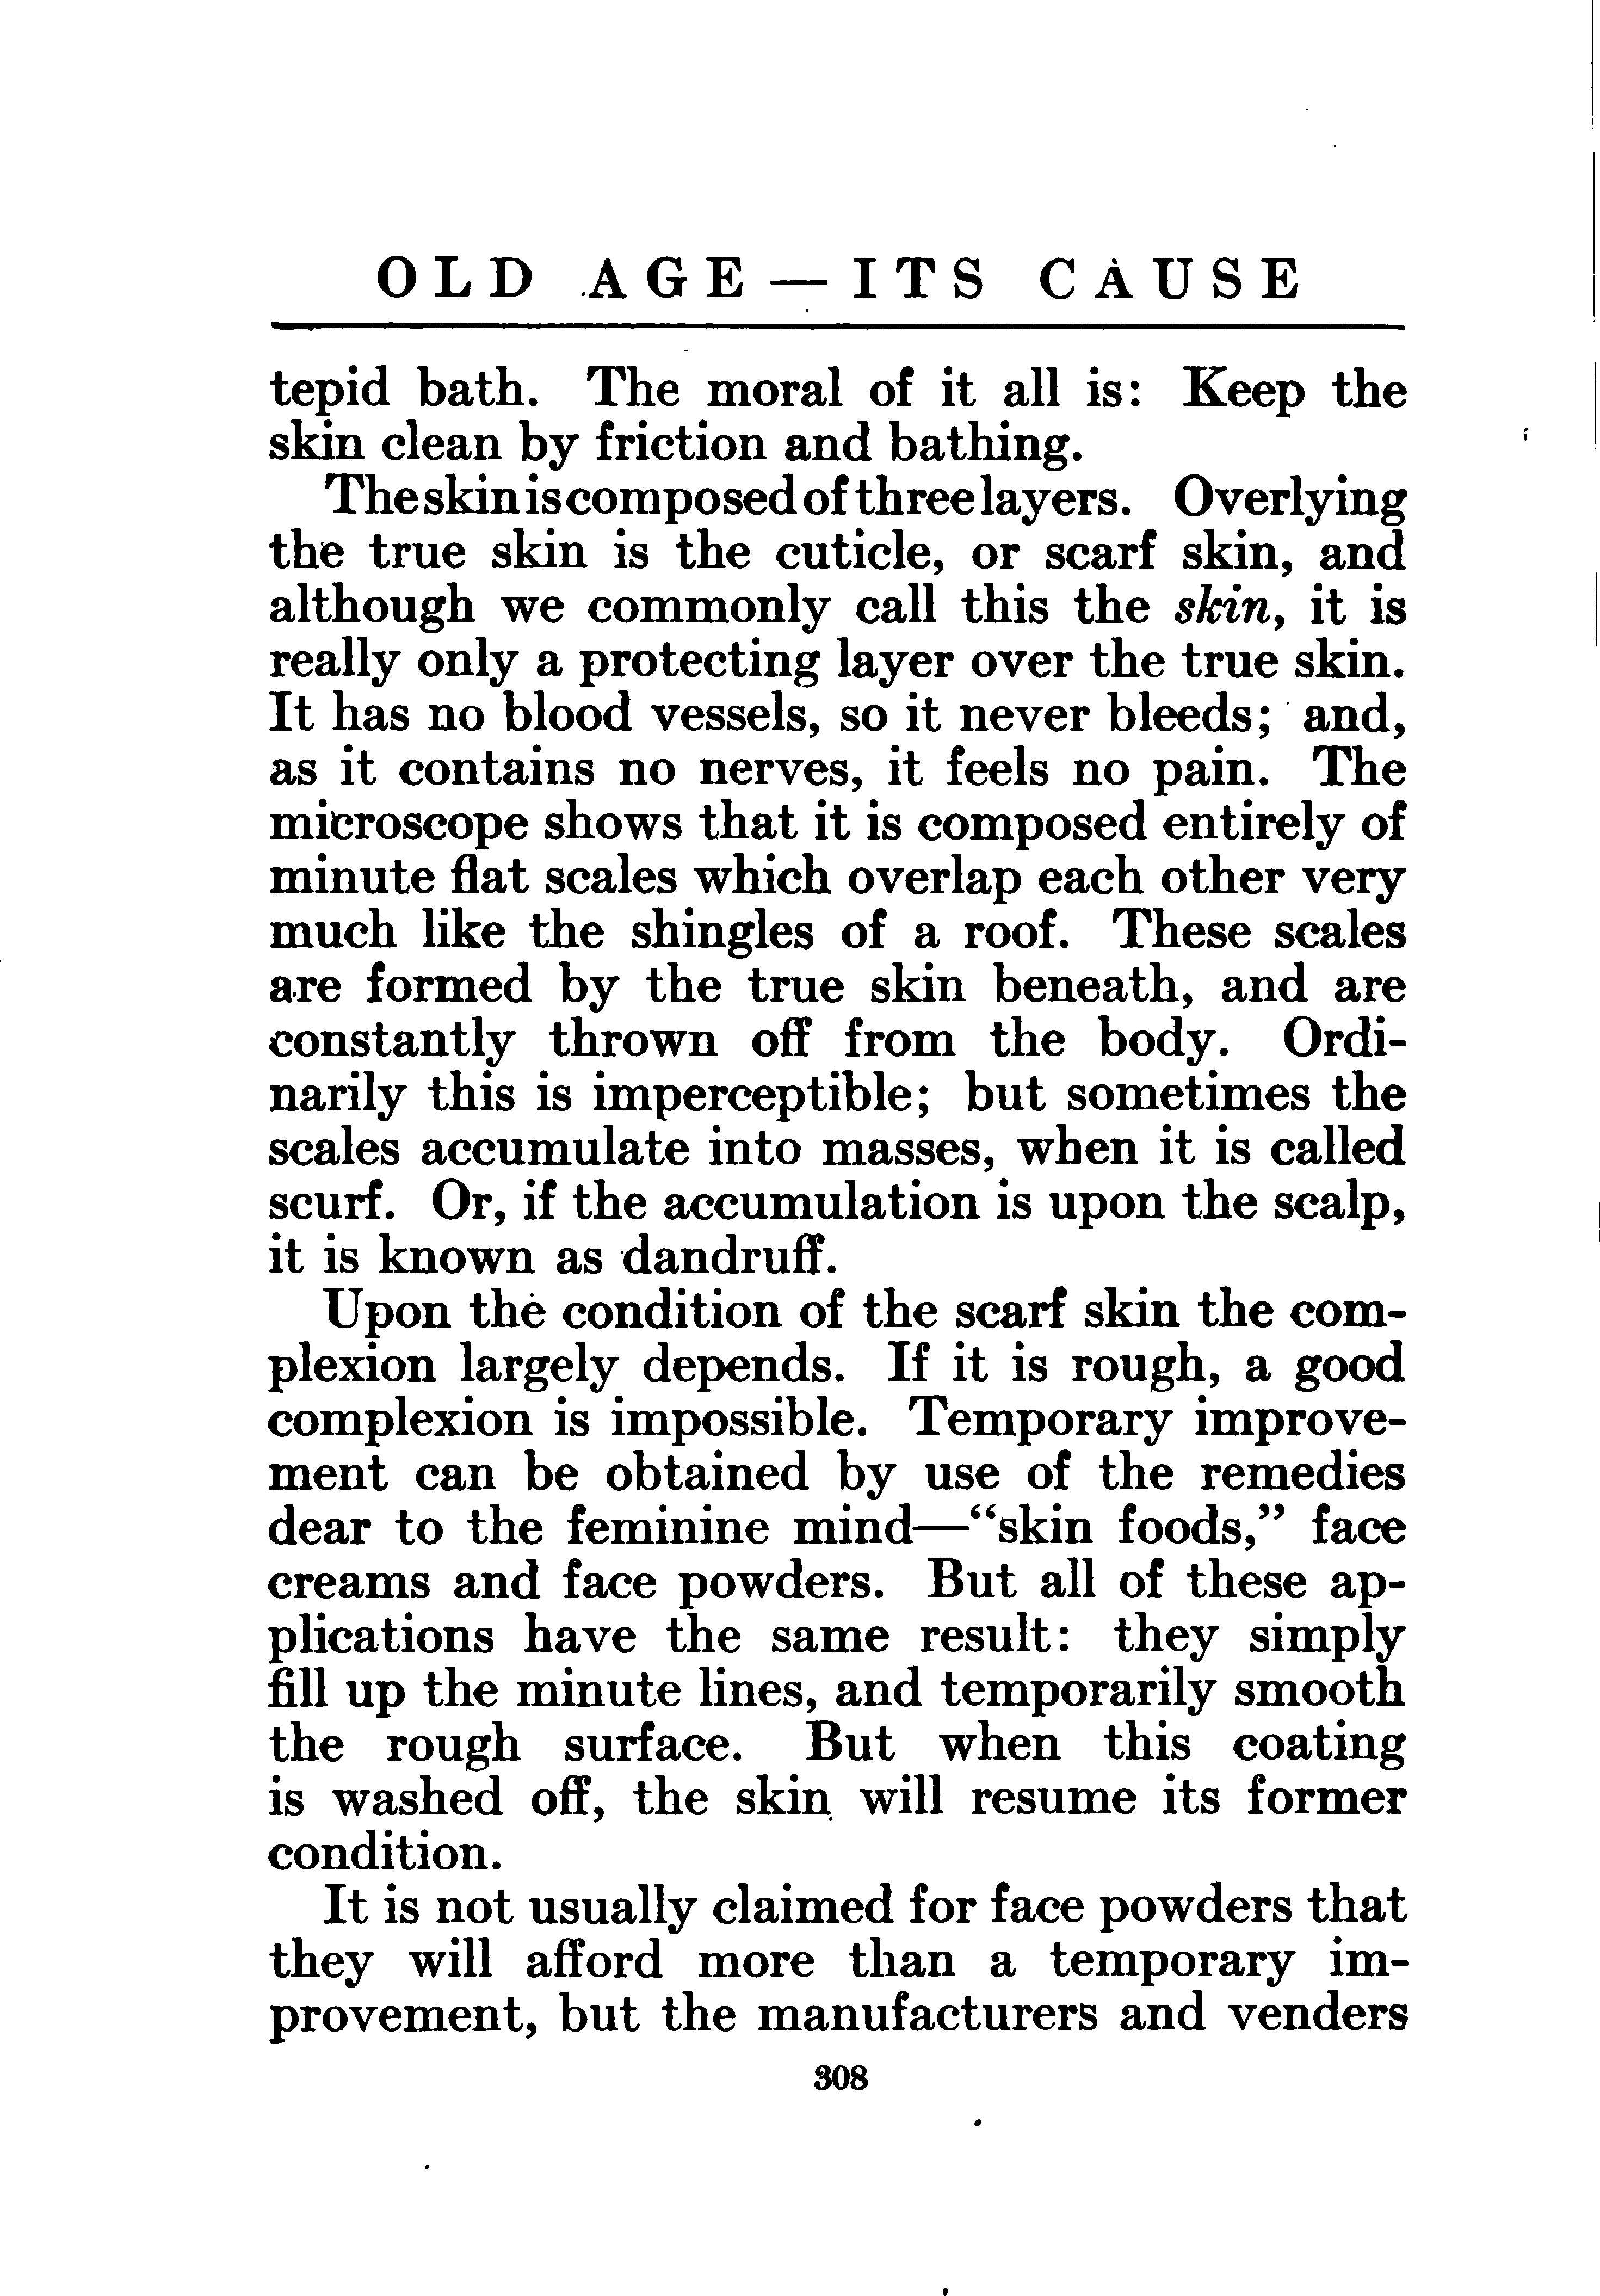 OLD AGE — ITS CAUSE
tepid bath. The moral of it all is: Keep the
skin clean by friction and bathing.
The skin is composed of three layers. Overlying
the true skin is the cuticle, or scarf skin, and
although we commonly call this the skin, it is
really only a protecting layer over the true skin.
It has no blood vessels, so it never bleeds; and,
as it contains no nerves, it feels no pain. The
microscope shows that it is composed entirely of
minute flat scales which overlap each other very
much like the shingles of a roof. These scales
are formed by the true skin beneath, and are
constantly thrown off from the body. Ordi-
narily this is imperceptible; but sometimes the
scales accumulate into masses, when it is called
scurf. Or, if the accumulation is upon the scalp,
it is known as dandruff.
Upon the condition of the scarf skin the com-
plexion largely depends. If it is rough, a good
complexion is impossible. Temporary improve-
ment can be obtained by use of the remedies
dear to the feminine mind—“skin foods,” face
creams and face powders. But all of these ap-
plications have the same result: they simply
fill up the minute lines, and temporarily smooth
the rough surface. But when this coating
is washed off, the skin will resume its former
condition.
It is not usually claimed for face powders that
they will afford more than a temporary im-
provement, but the manufacturers and venders
308